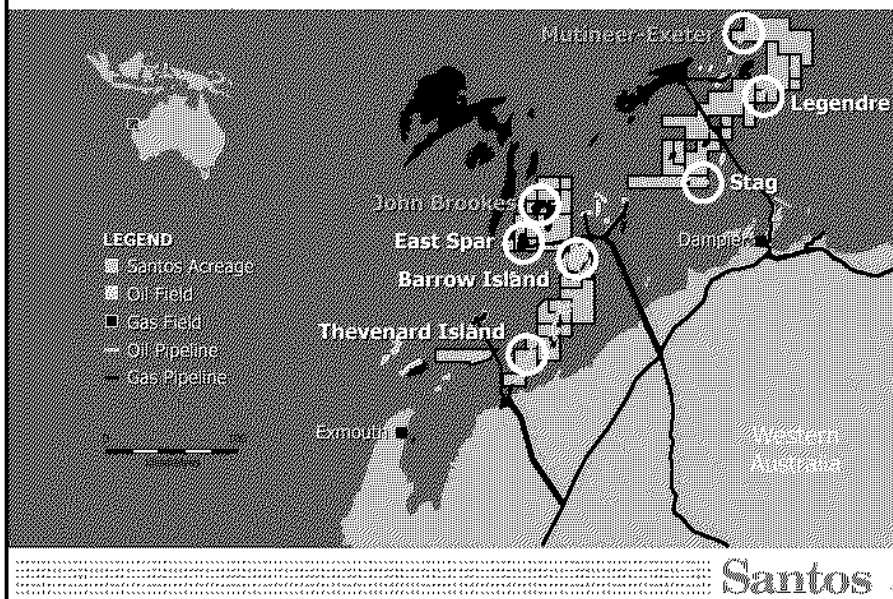 Mutineer-Exeter
Legendre
Stag
John Brookes
East Spar
Dampier
Barrow Island
Thevenard Island
LEGEND
Santos Acreage
Oil Field
Gas Field
Oil Pipeline
Gas Pipeline
Exmouth
Western
Australia
Santos